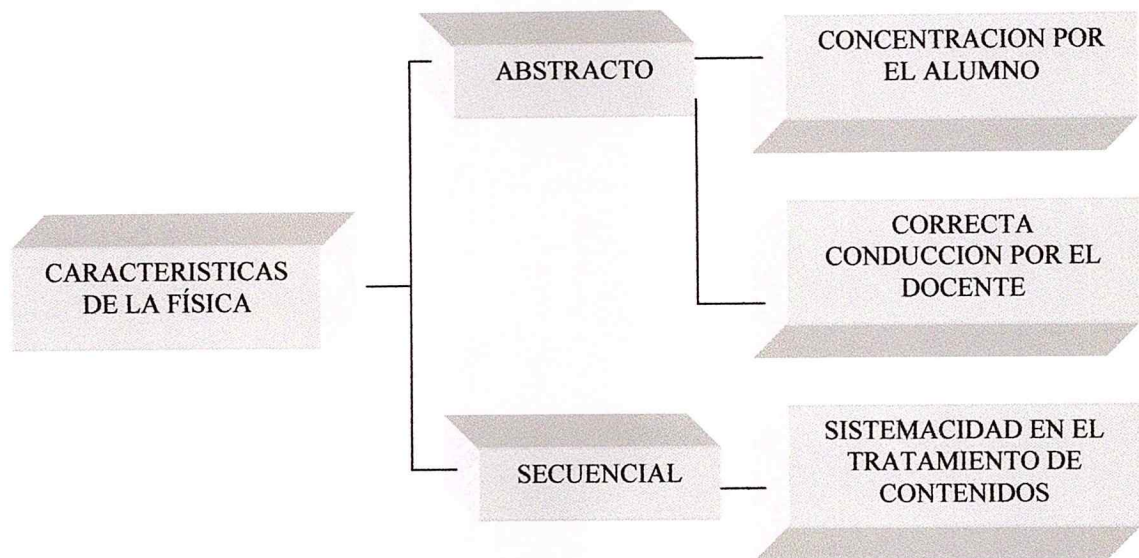 CARACTERISTICAS
DE LA FÍSICA
ABSTRACTO
CONCENTRACION POR
EL ALUMNO
CORRECTA
CONDUCCION POR EL
DOCENTE
SECUENCIAL
SISTEMACIDAD EN EL
TRATAMIENTO DE
CONTENIDOS